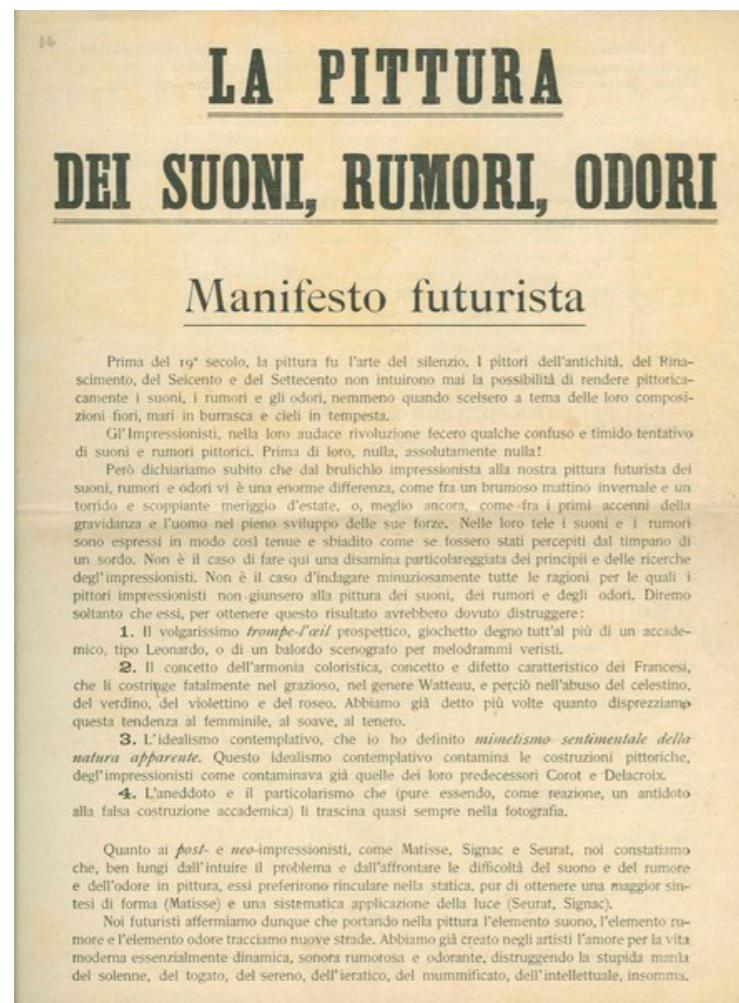 16
LA PITTURA
DEI SUONI, RUMORI, ODORI
Manifesto futurista
Prima del 19° secolo, la pittura fu l'arte del silenzio. I pittori dell'antichità, del Rina-
scimento, del Seicento e del Settecento non intuirono mai la possibilità di rendere pittorica-
camente i suoni, i rumori e gli odori, nemmeno quando scelsero a tema delle loro composi-
zioni fiori, mari in burrasca e cieli in tempesta.
Gl'Impressionisti, nella loro audace rivoluzione fecero qualche confuso e timido tentativo
di suoni e rumori pittorici. Prima di loro, nulla, assolutamente nulla!
Però dichiariamo subito che dal brulichio impressionista alla nostra pittura futurista dei
suoni, rumori e odori vi è una enorme differenza, come fra un brumoso mattino invernale e un
torrido e scoppiante meriggio d'estate, o, meglio ancora, come fra i primi accenni della
gravidanza e l'uomo nel pieno sviluppo delle sue forze. Nelle loro tele i suoni e i rumori
sono espressi in modo così tenue e sbiadito come se fossero stati percepiti dal timpano di
un sordo. Non è il caso di fare qui una disamina particolareggiata dei principii e delle ricerche
degl'impressionisti. Non è il caso d'indagare minuziosamente tutte le ragioni per le quali i
pittori impressionisti non giunsero alla pittura dei suoni, dei rumori e degli odori. Diremo
soltanto che essi, per ottenere questo risultato avrebbero dovuto distruggere:
1. Il volgarissimo trompe-l'œil prospettico, giochetto degno tutt'al più di un accade-
mico, tipo Leonardo, o di un balordo scenografo per melodrammi veristi.
2. Il concetto dell'armonia coloristica, concetto e difetto caratteristico dei Francesi,
che li costringe fatalmente nel grazioso, nel genere Watteau, e perciò nell'abuso del celestino,
del verdino, del violettino e del roseo. Abbiamo già detto più volte quanto disprezziamo
questa tendenza al femminile, al soave, al tenero.
3. L'idealismo contemplativo, che io ho definito mimetismo sentimentale della
natura apparente. Questo idealismo contemplativo contamina le costruzioni pittoriche,
degl'impressionisti come contaminava già quelle dei loro predecessori Corot e Delacroix.
4. L'aneddoto e il particolarismo che (pure essendo, come reazione, un antidoto
alla falsa costruzione accademica) li trascina quasi sempre nella fotografia.
Quanto ai post- e neo-impressionisti, come Matisse, Signac e Seurat, noi constatiamo
che, ben lungi dall'intuire il problema e dall'affrontare le difficoltà del suono e del rumore
e dell'odore in pittura, essi preferirono rinculare nella statica, pur di ottenere una maggior sin-
tesi di forma (Matisse) e una sistematica applicazione della luce (Seurat, Signac).
Noi futuristi affermiamo dunque che portando nella pittura l'elemento suono, l'elemento ru-
more e l'elemento odore tracciamo nuove strade. Abbiamo già creato negli artisti l'amore per la vita
moderna essenzialmente dinamica, sonora rumorosa e odorante, distruggendo la stupida mania
del solenne, del togato, del sereno, dell'ieratico, del mummificato, dell'intellettuale, insomma.